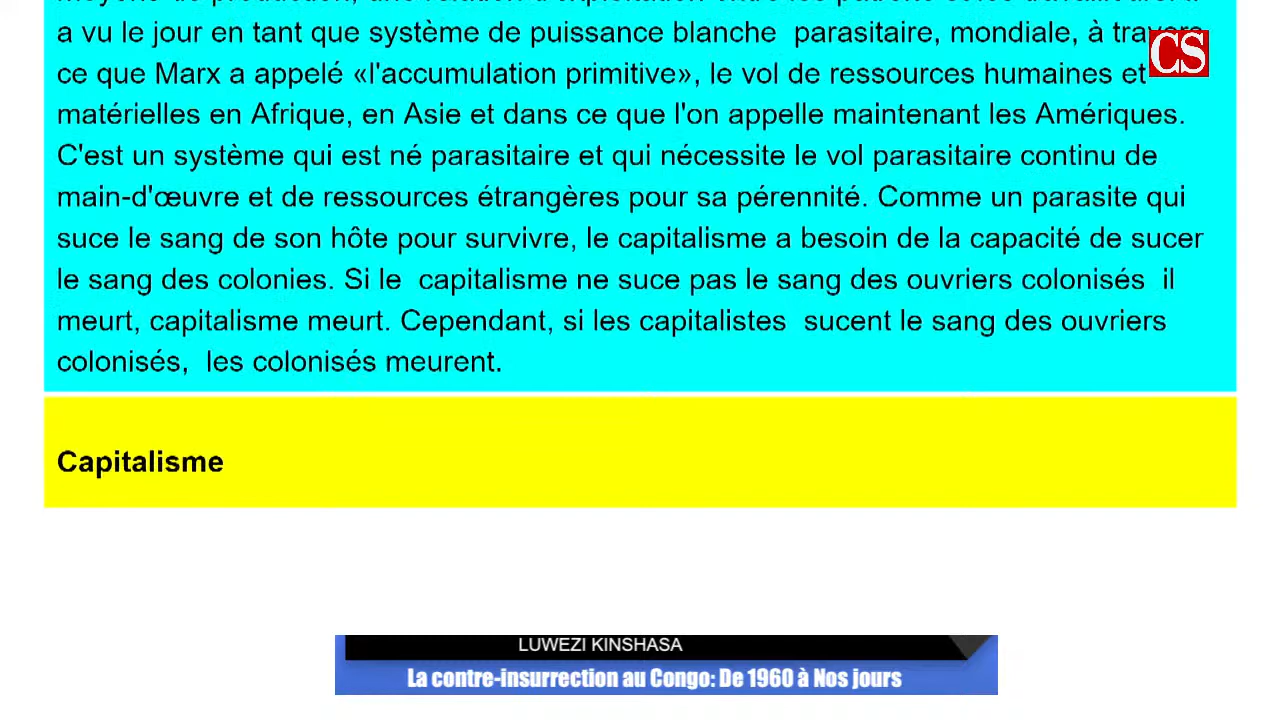 a vu le jour en tant que système de puissance blanche  parasitaire, mondiale, à travers
CS
ce que Marx a appelé «l'accumulation primitive», le vol de ressources humaines et
matérielles en Afrique, en Asie et dans ce que l'on appelle maintenant les Amériques.
C'est un système qui est né parasitaire et qui nécessite le vol parasitaire continu de
main-d'œuvre et de ressources étrangères pour sa pérennité. Comme un parasite qui
suce le sang de son hôte pour survivre, le capitalisme a besoin de la capacité de sucer
le sang des colonies. Si le  capitalisme ne suce pas le sang des ouvriers colonisés  il
meurt, capitalisme meurt. Cependant, si les capitalistes  sucent le sang des ouvriers
colonisés,  les colonisés meurent.
Capitalisme
LUWEZI KINSHASA
La contre-insurrection au Congo: De 1960 à Nos jours